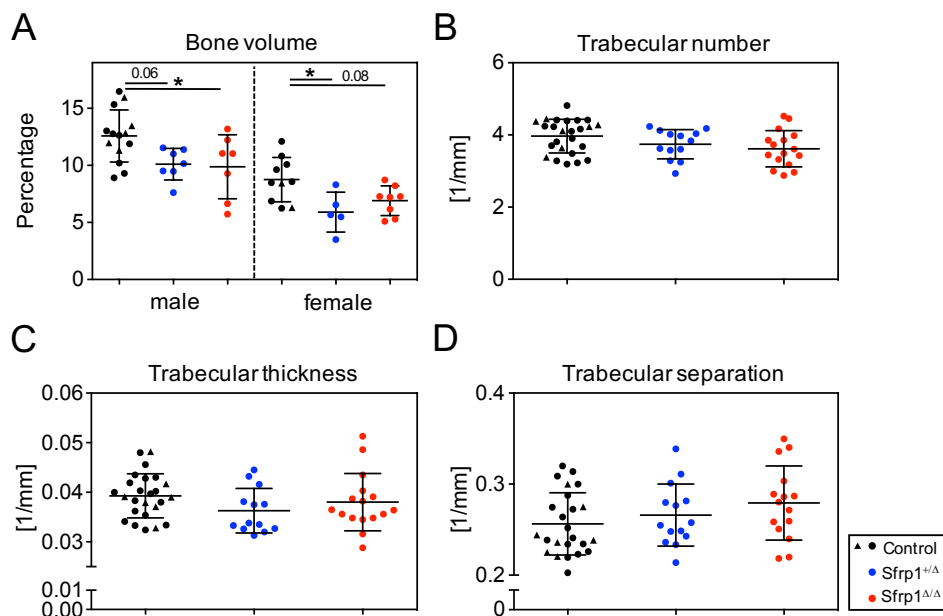 A
Bone volume
0.06
*
*
0.08
15
10
5
0
Percentage
male
female
B
Trabecular number
6
4
2
0
[1/mm]
C
Trabecular thickness
0.06
0.05
0.04
0.03
0.01
0.00
[1/mm]
D
Trabecular separation
0.4
0.3
0.2
0
[1/mm]
Control
Sfrp1+/Δ
Sfrp1Δ/Δ